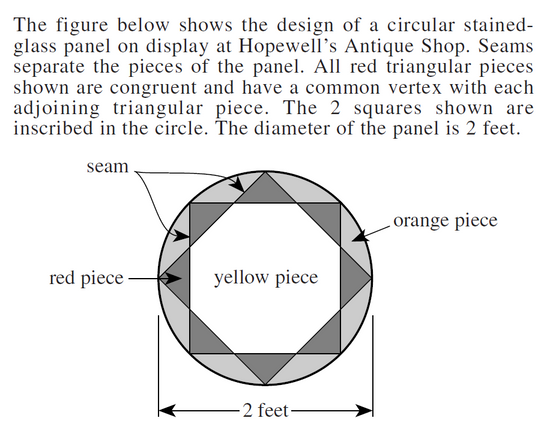 The figure below shows the design of a circular stained-
glass panel on display at Hopewell's Antique Shop. Seams
separate the pieces of the panel. All red triangular pieces
shown are congruent and have a common vertex with each
adjoining triangular piece. The 2 squares shown are
inscribed in the circle. The diameter of the panel is 2 feet.
seam
orange piece
red piece
yellow piece
2 feet